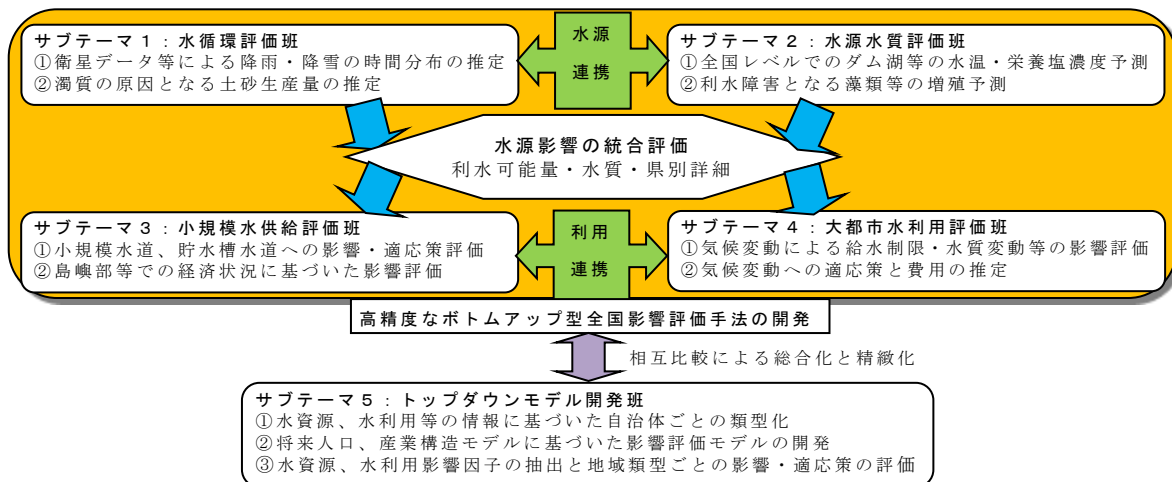 サブテーマ１：水循環評価班
①衛星データ等による降雨・降雪の時間分布の推定
②濁質の原因となる土砂生産量の推定
水源
連携
サブテーマ２：水源水質評価班
①全国レベルでのダム湖等の水温・栄養塩濃度予測
②利水障害となる藻類等の増殖予測
水源影響の統合評価
利水可能量・水質・県別詳細
サブテーマ３：小規模水供給評価班
①小規模水道、貯水槽水道への影響・適応策評価
②島嶼部等での経済状況に基づいた影響評価
利用
連携
サブテーマ４：大都市水利用評価班
①気候変動による給水制限・水質変動等の影響評価
②気候変動への適応策と費用の推定
高精度なボトムアップ型全国影響評価手法の開発
相互比較による総合化と精緻化
サブテーマ５：トップダウンモデル開発班
①水資源、水利用等の情報に基づいた自治体ごとの類型化
②将来人口、産業構造モデルに基づいた影響評価モデルの開発
③水資源、水利用影響因子の抽出と地域類型ごとの影響・適応策の評価